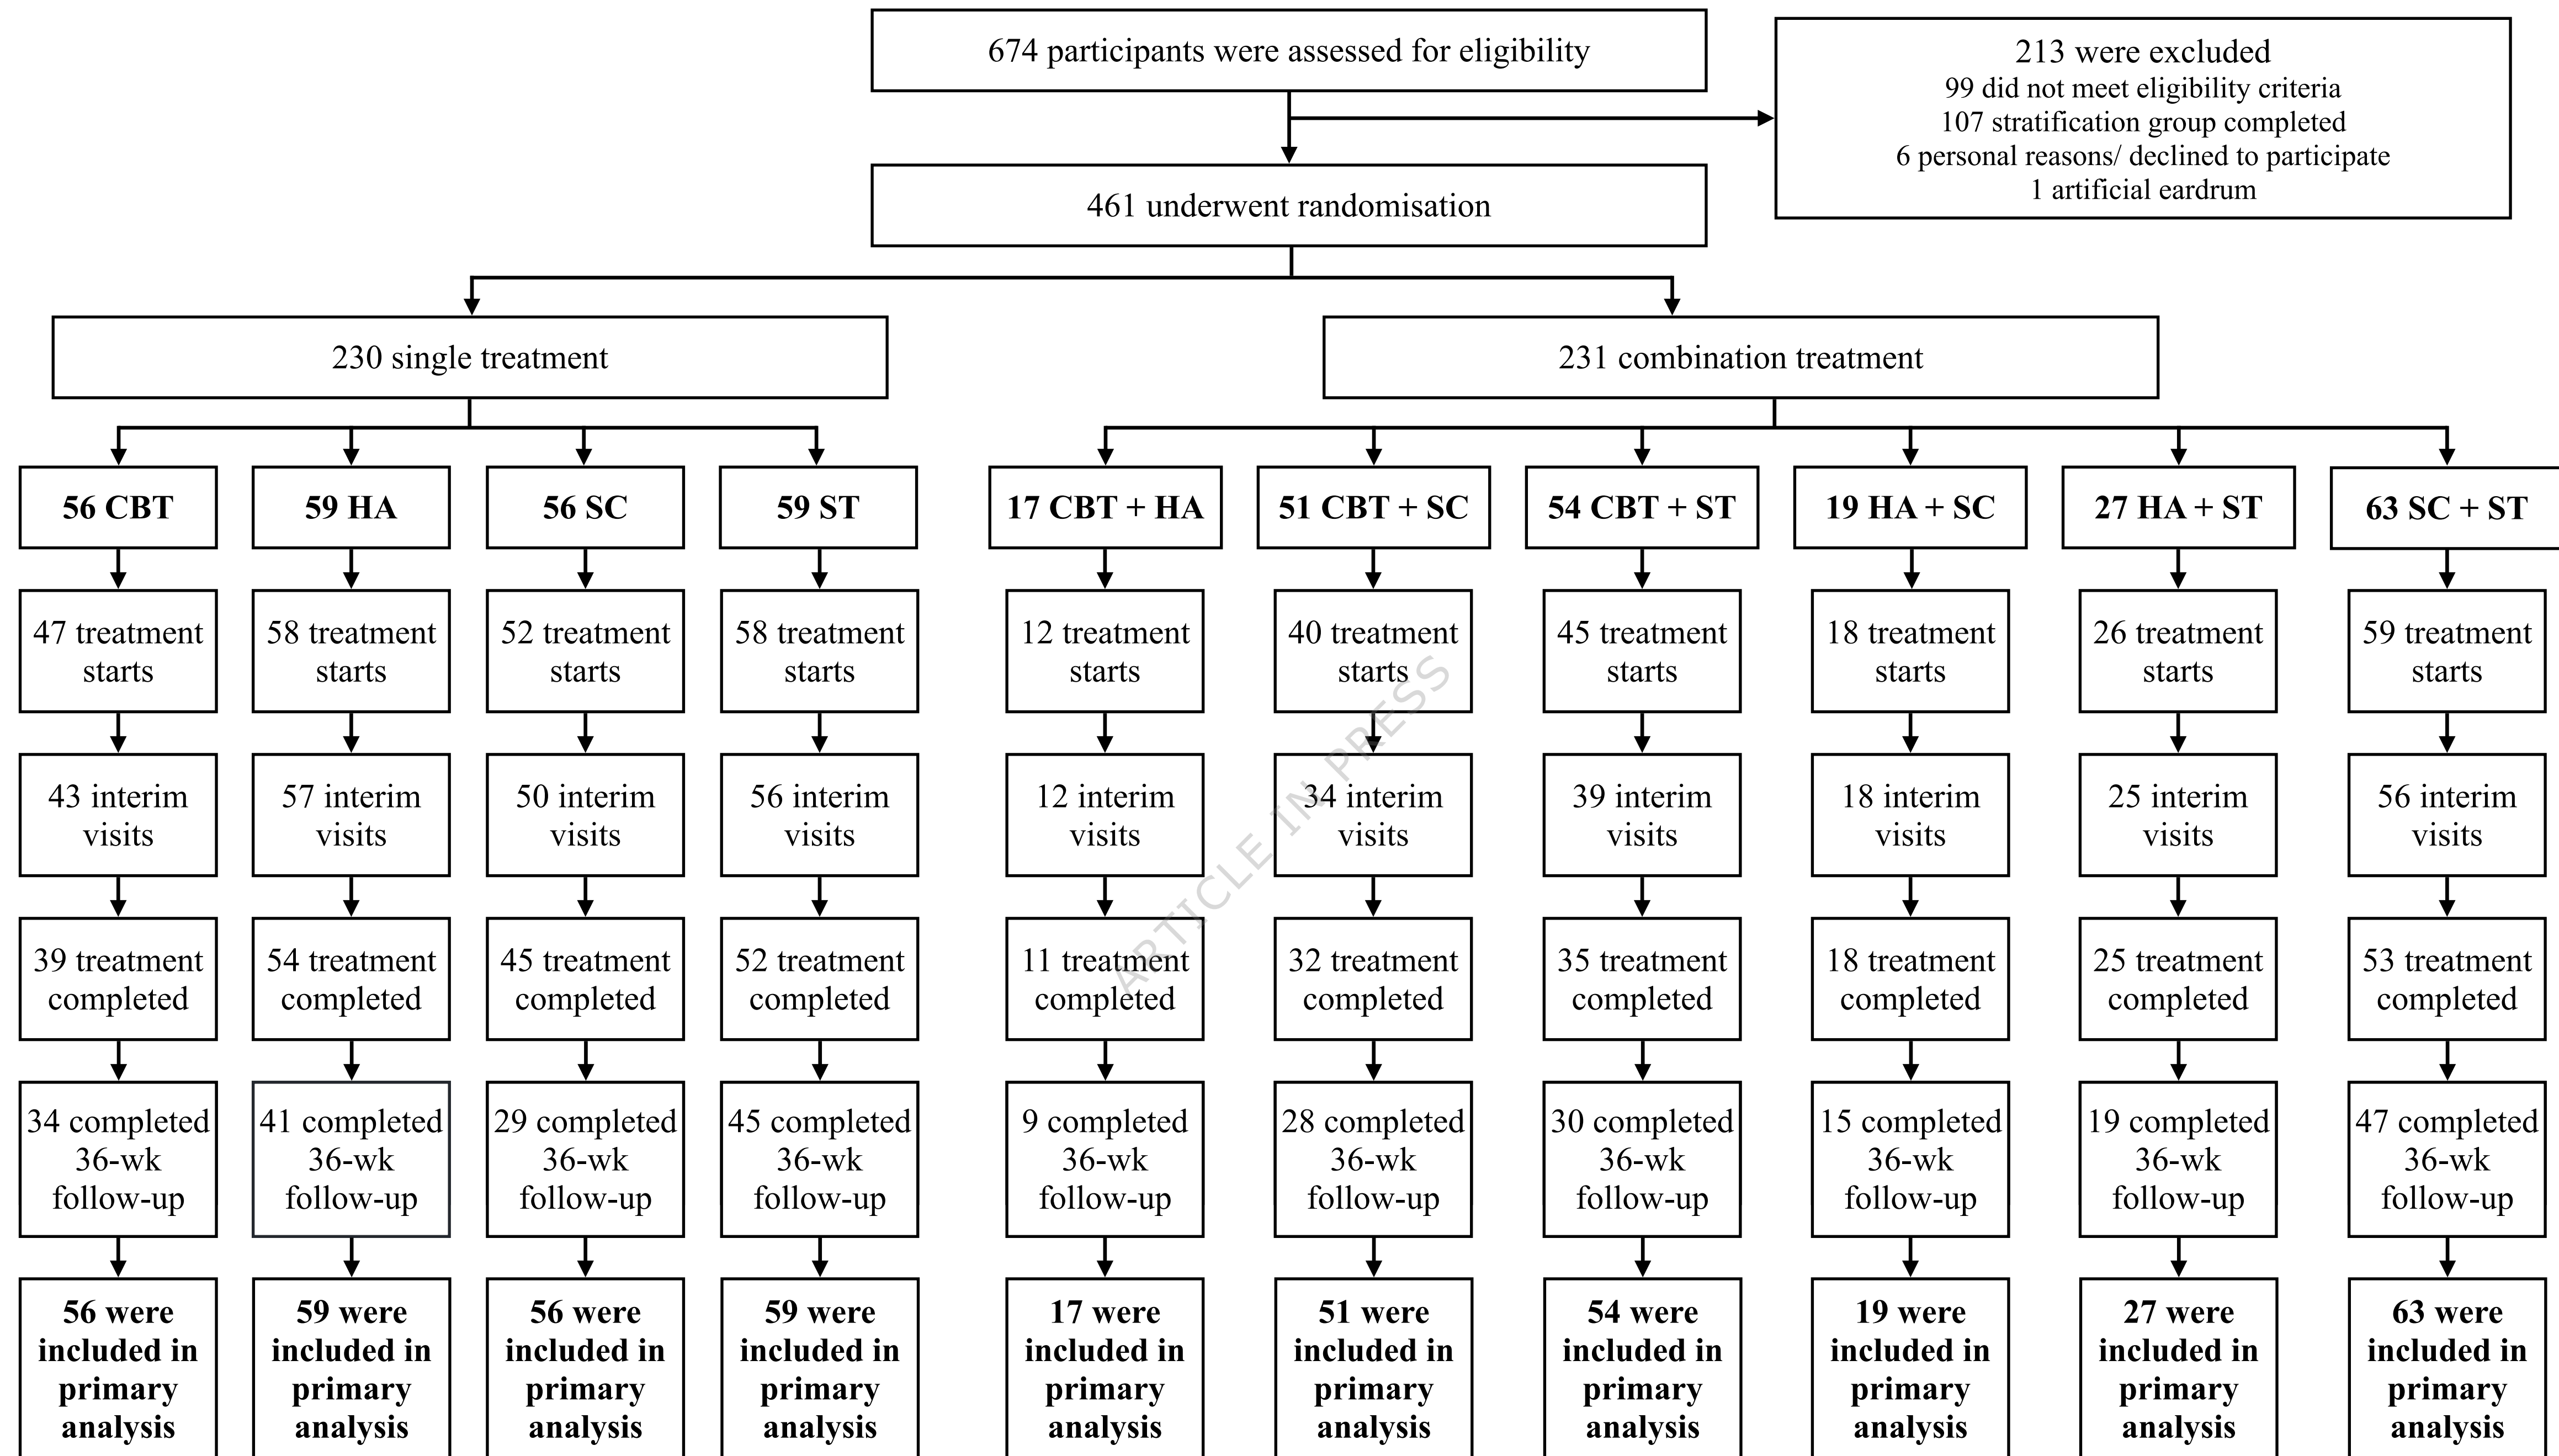 674 participants were assessed for eligibility
213 were excluded
99 did not meet eligibility criteria
107 stratification group completed
6 personal reasons/ declined to participate
1 artificial eardrum
461 underwent randomisation
230 single treatment
231 combination treatment
56 CBT
59 HA
56 SC
59 ST
17 CBT + HA
51 CBT + SC
54 CBT + ST
19 HA + SC
27 HA + ST
63 SC + ST
47 treatment
starts
58 treatment
starts
52 treatment
starts
58 treatment
starts
12 treatment
starts
40 treatment
starts
45 treatment
starts
18 treatment
starts
26 treatment
starts
59 treatment
starts
43 interim
visits
57 interim
visits
50 interim
visits
56 interim
visits
12 interim
visits
34 interim
visits
39 interim
visits
18 interim
visits
25 interim
visits
56 interim
visits
39 treatment
completed
54 treatment
completed
45 treatment
completed
52 treatment
completed
11 treatment
completed
32 treatment
completed
35 treatment
completed
18 treatment
completed
25 treatment
completed
53 treatment
completed
34 completed
36-wk
follow-up
41 completed
36-wk
follow-up
29 completed
36-wk
follow-up
45 completed
36-wk
follow-up
9 completed
36-wk
follow-up
28 completed
36-wk
follow-up
30 completed
36-wk
follow-up
15 completed
36-wk
follow-up
19 completed
36-wk
follow-up
47 completed
36-wk
follow-up
56 were
included in
primary
analysis
59 were
included in
primary
analysis
56 were
included in
primary
analysis
59 were
included in
primary
analysis
17 were
included in
primary
analysis
51 were
included in
primary
analysis
54 were
included in
primary
analysis
19 were
included in
primary
analysis
27 were
included in
primary
analysis
63 were
included in
primary
analysis
ARTICLE IN PRESS